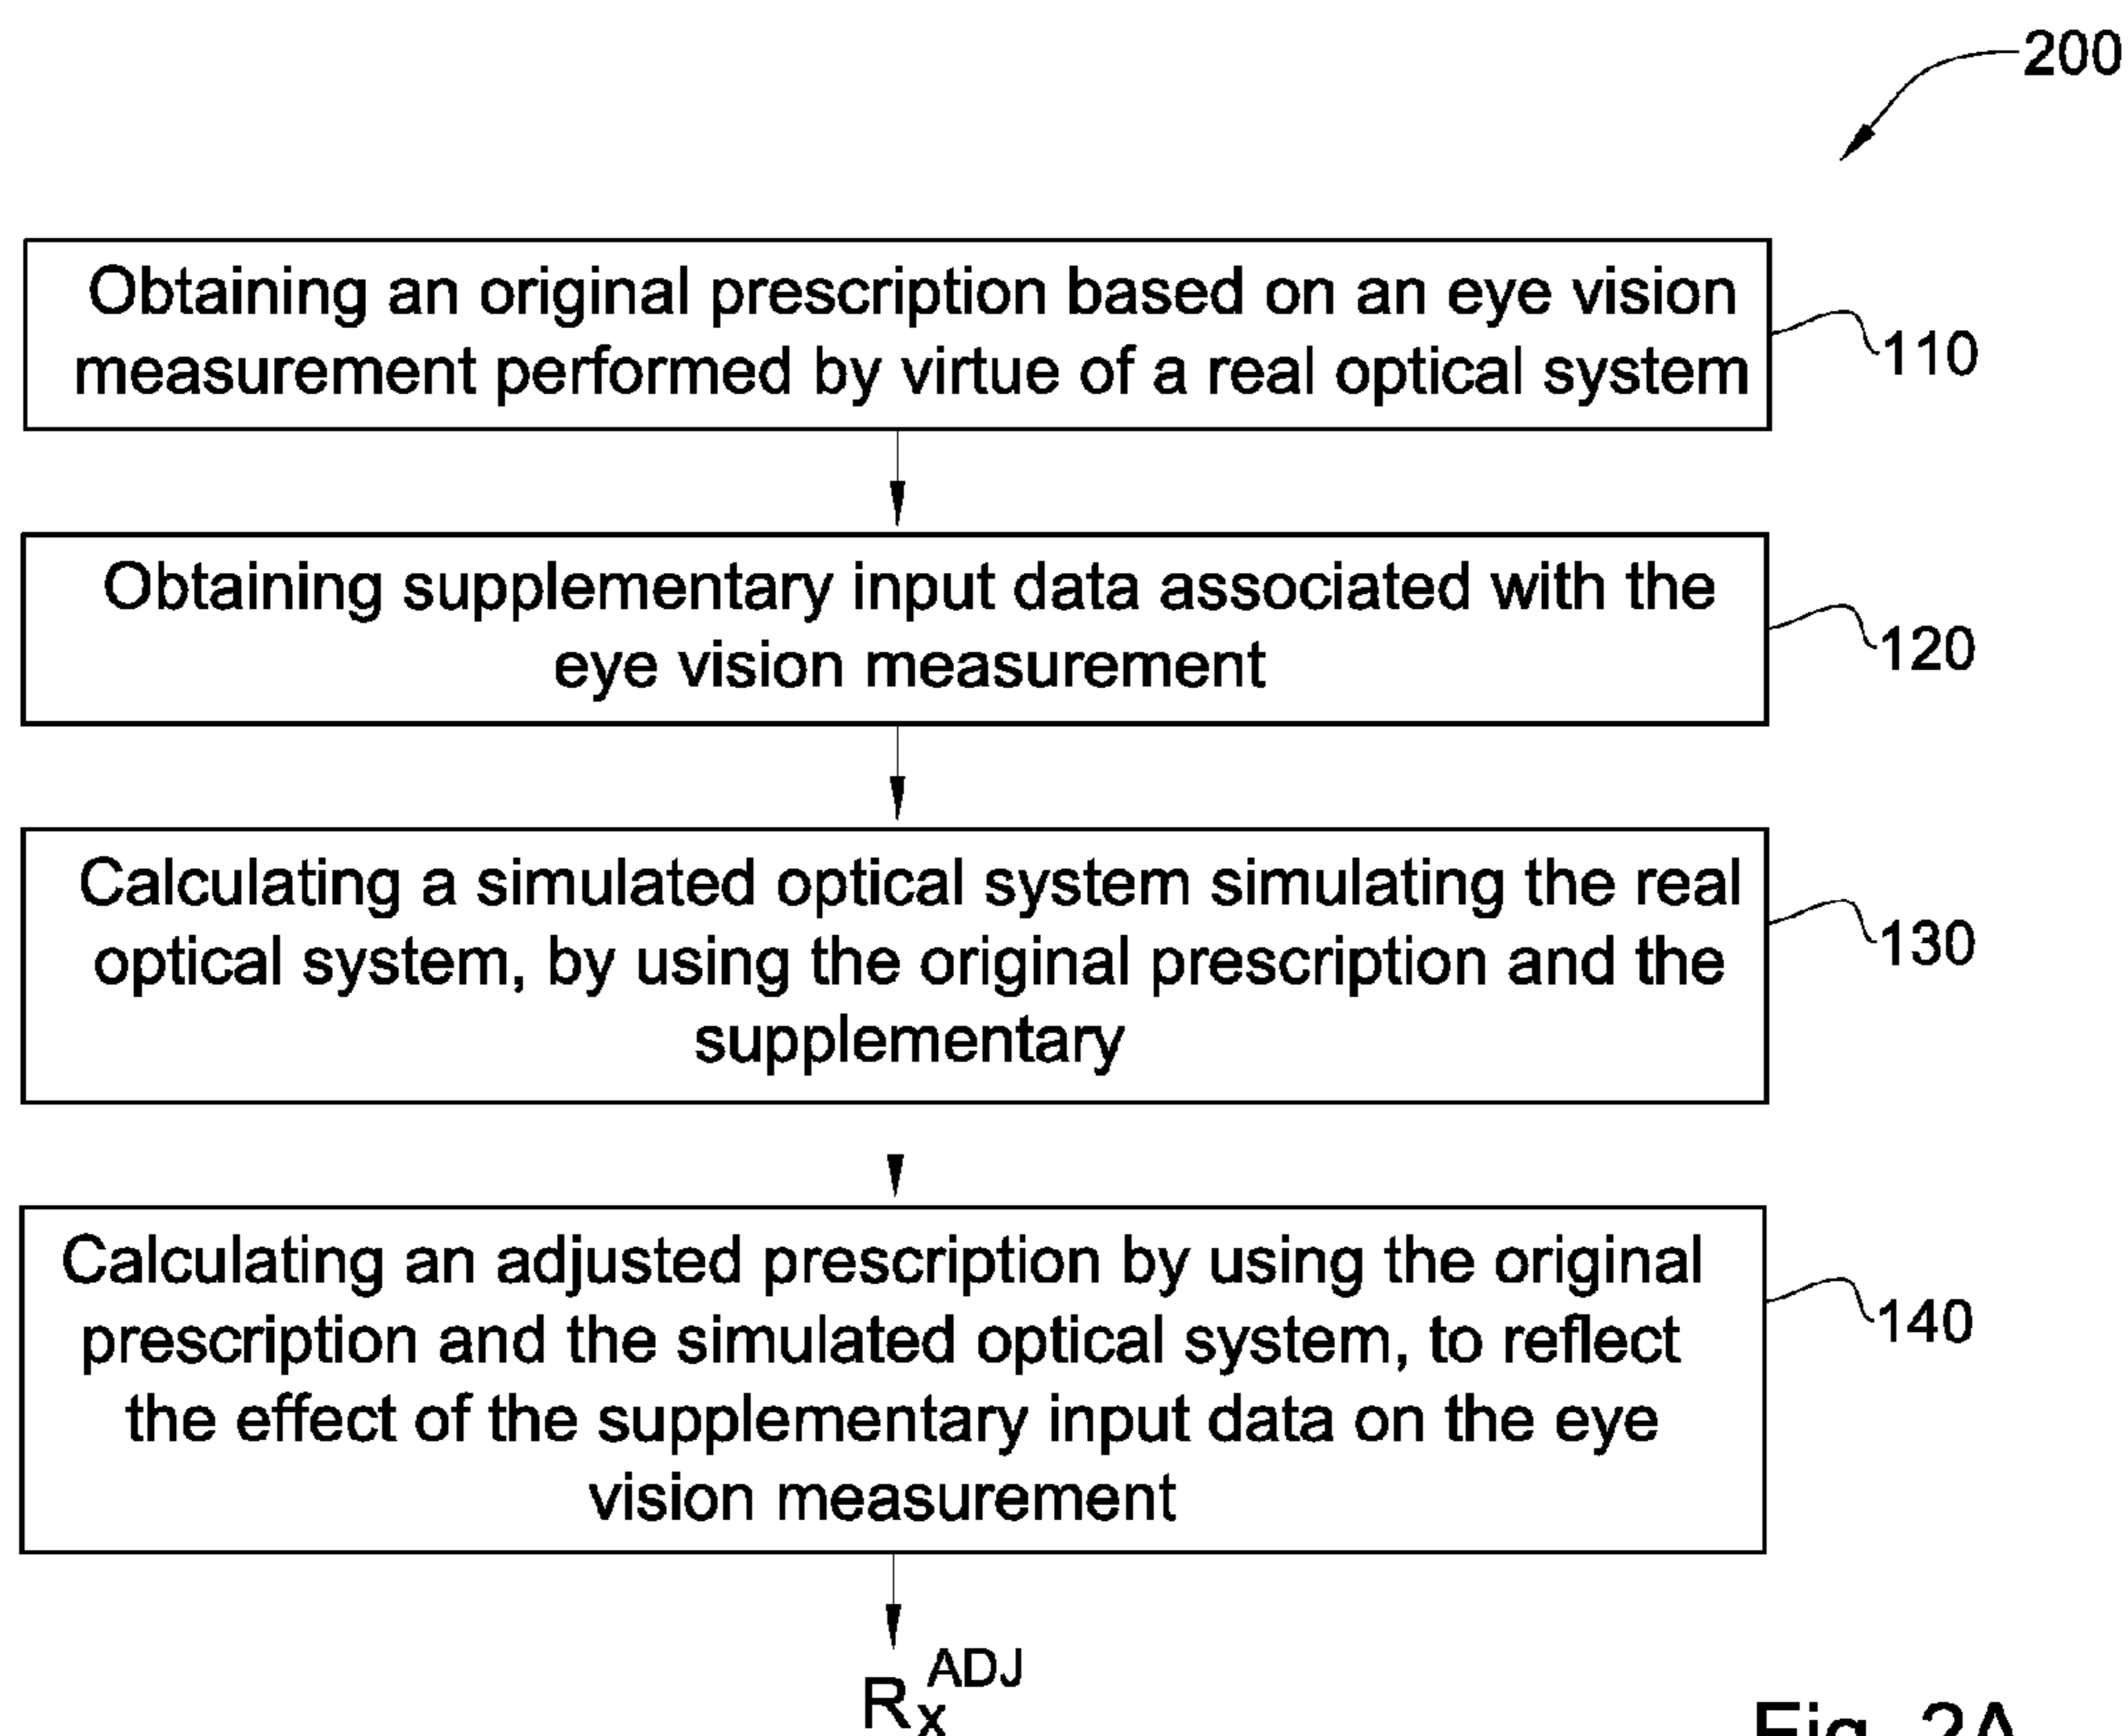 200
Obtaining an original prescription based on an eye vision
measurement performed by virtue of a real optical system
110
Obtaining supplementary input data associated with the
eye vision measurement
120
Calculating a simulated optical system simulating the real
optical system, by using the original prescription and the
supplementary
130
Calculating an adjusted prescription by using the original
prescription and the simulated optical system, to reflect
the effect of the supplementary input data on the eye
vision measurement
140
Rx ADJ
Fig. 2A